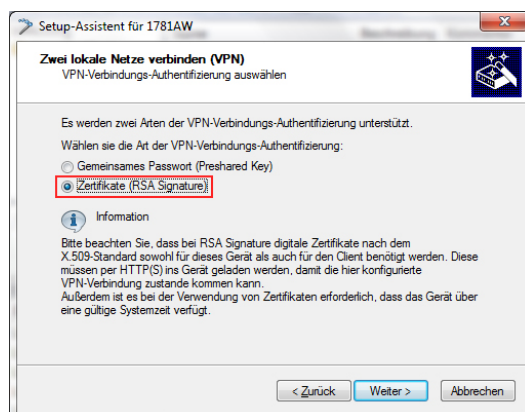 Setup-Assistent für 1781AW
Zwei lokale Netze verbinden (VPN)
VPN-Verbindungs-Authentifizierung auswählen
Es werden zwei Arten der VPN-Verbindungs-Authentifizierung unterstützt.
Wählen sie die Art der VPN-Verbindungs-Authentifizierung:
Gemeinsames Passwort (Preshared Key)
Zertifikate (RSA Signature)
Information
Bitte beachten Sie, dass bei RSA Signature digitale Zertifikate nach dem
X.509-Standard sowohl für dieses Gerät als auch für den Client benötigt werden. Diese
müssen per HTTP(S) ins Gerät geladen werden, damit die hier konfigurierte
VPN-Verbindung zustande kommen kann.
Außerdem ist es bei der Verwendung von Zertifikaten erforderlich, dass das Gerät über
eine gültige Systemzeit verfügt.
< Zurück Weiter > Abbrechen